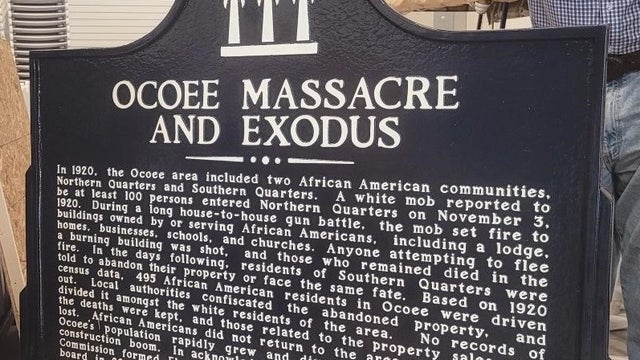 OCOEE MASSACRE
AND EXODUS
In 1920, the Ocoee area included two African American communities,
Northern Quarters and Southern Quarters. A white mob reported to
be at least 100 persons entered Northern Quarters on November 3,
1920. During a long house-to-house gun battle, the mob set fire to
buildings owned by or serving African Americans, including a lodge,
homes, businesses, schools, and churches. Anyone attempting to flee
a burning building was shot, and those who remained died in the
fire. In the days following, residents of Southern Quarters were
told to abandon their property or face the same fate. Based on 1920
census data, 495 African American residents in Ocoee were driven
out. Local authorities confiscated the abandoned property, and
divided it amongst the white residents of the area. No records of
the deaths were kept, and those related to the property sales
lost. African Americans did not return to the area
Ocoee's population rapidly grew and
construction boom. In
Commission formed
board in